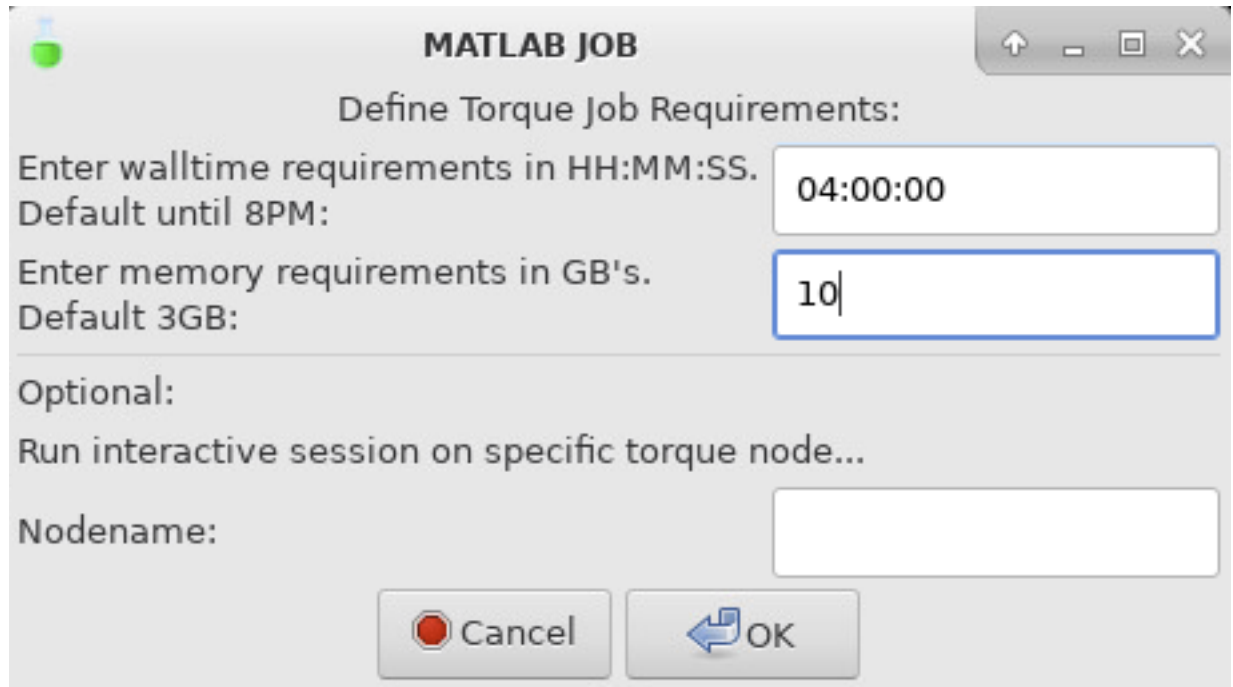 MATLAB JOB
Define Torque Job Requirements:
Enter walltime requirements in HH:MM:SS.
Default until 8PM:
04:00:00
Enter memory requirements in GB's.
Default 3GB:
10
Optional:
Run interactive session on specific torque node...
Nodename:
Cancel
OK